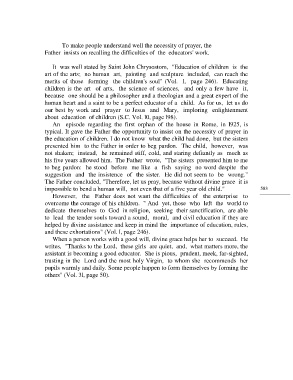 To make people understand well the necessity of prayer, the
Father insists on recalling the difficulties of the educators' work.
It was well stated by Saint John Chrysostom, "Education of children is the
art of the arts; no human art, painting and sculpture included, can reach the
merits of those forming the children's soul" (Vol. 1, page 246). Educating
children is the art of arts, the science of sciences, and only a few have it,
because one should be a philosopher and a theologian and a great expert of the
human heart and a saint to be a perfect educator of a child. As for us, let us do
our best by work and prayer to Jesus and Mary, imploring enlightenment
about education of children (S.C. Vol. 10, page 198).
An episode regarding the first orphan of the house in Rome, in 1925, is
typical. It gave the Father the opportunity to insist on the necessity of prayer in
the education of children. I do not know what the child had done, but the sisters
presented him to the Father in order to beg pardon. The child, however, was
not shaken: instead, he remained stiff, cold, and staring defiantly as much as
his five years allowed him. The Father wrote, "The sisters presented him to me
to beg pardon: he stood before me like a fish saying no word despite the
suggestion and the insistence of the sister. He did not seem to be wrong."
The Father concluded, "Therefore, let us pray, because without divine grace it is
impossible to bend a human will, not even that of a five year old child."
However, the Father does not want the difficulties of the enterprise to
overcome the courage of his children. " And yet, those who left the world to
dedicate themselves to God in religion, seeking their sanctification, are able
to lead the tender souls toward a sound, moral, and civil education if they are
helped by divine assistance and keep in mind the importance of education, rules,
and these exhortations" (Vol. 1, page 246).
When a person works with a good will, divine grace helps her to succeed. He
writes, "Thanks to the Lord, these girls are quiet, and, what matters more, the
assistant is becoming a good educator. She is pious, prudent, meek, far-sighted,
trusting in the Lord and the most holy Virgin, to whom she recommends her
pupils warmly and daily. Some people happen to form themselves by forming the
others" (Vol. 31, page 50).
583